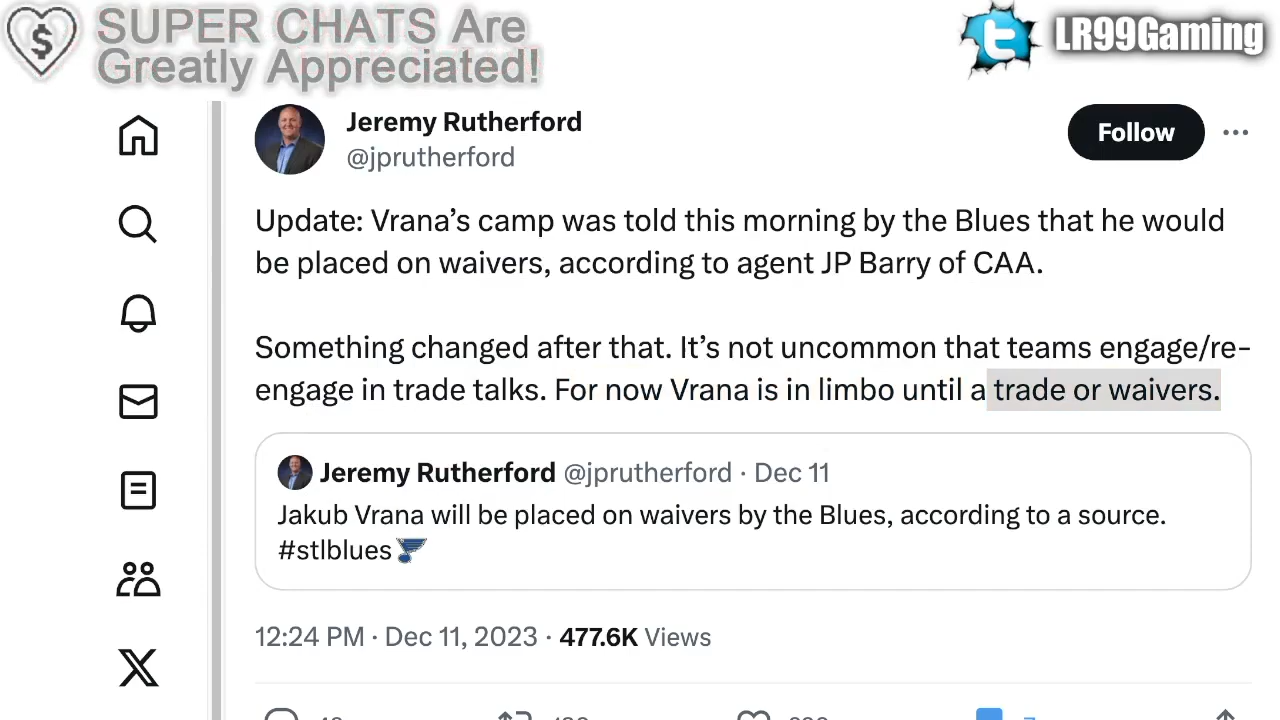 SUPER CHATS Are
Greatly Appreciated!
LR99Gaming
Jeremy Rutherford
@jprutherford
Follow
Update: Vrana’s camp was told this morning by the Blues that he would
be placed on waivers, according to agent JP Barry of CAA.
Something changed after that. It’s not uncommon that teams engage/re-
engage in trade talks. For now Vrana is in limbo until a trade or waivers.
Jeremy Rutherford @jprutherford · Dec 11
Jakub Vrana will be placed on waivers by the Blues, according to a source.
#stlblues
12:24 PM · Dec 11, 2023 · 477.6K Views